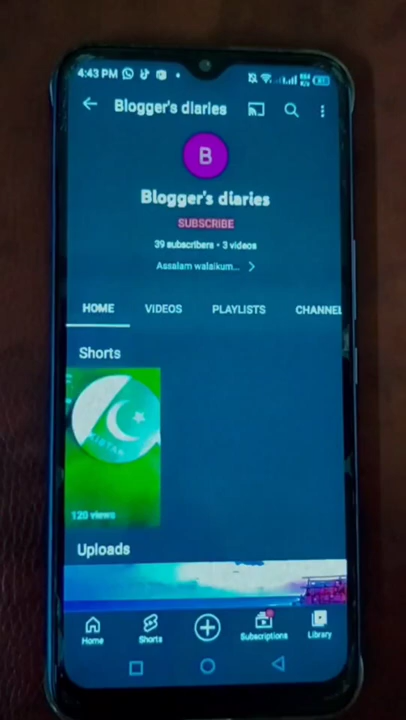 4:43 PM
Blogger's diaries
B
Blogger's diaries
SUBSCRIBE
39 subscribers • 3 videos
Assalam walaikum...
HOME VIDEOS PLAYLISTS CHANNEL
Shorts
KISTAN
120 views
Uploads
Home Shorts Subscriptions Library